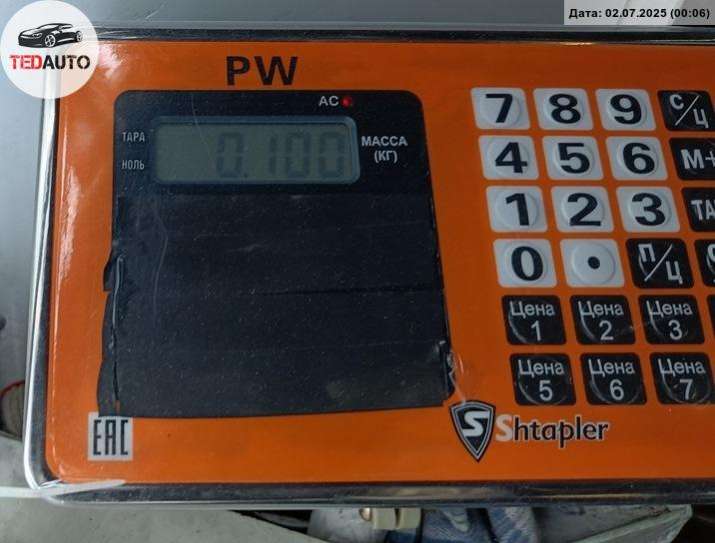 Дата: 02.07.2025 (00:06)
TEDAUTO
PW
AC
ТАРА
НОЛЬ
0.100
МАССА
(КГ)
7 8 9 С/Ц
4 5 6 М+
1 2 3 ТА
0 . П/Ц
Цена 1 Цена 2 Цена 3
Цена 5 Цена 6 Цена 7
EAC
S Shtapler